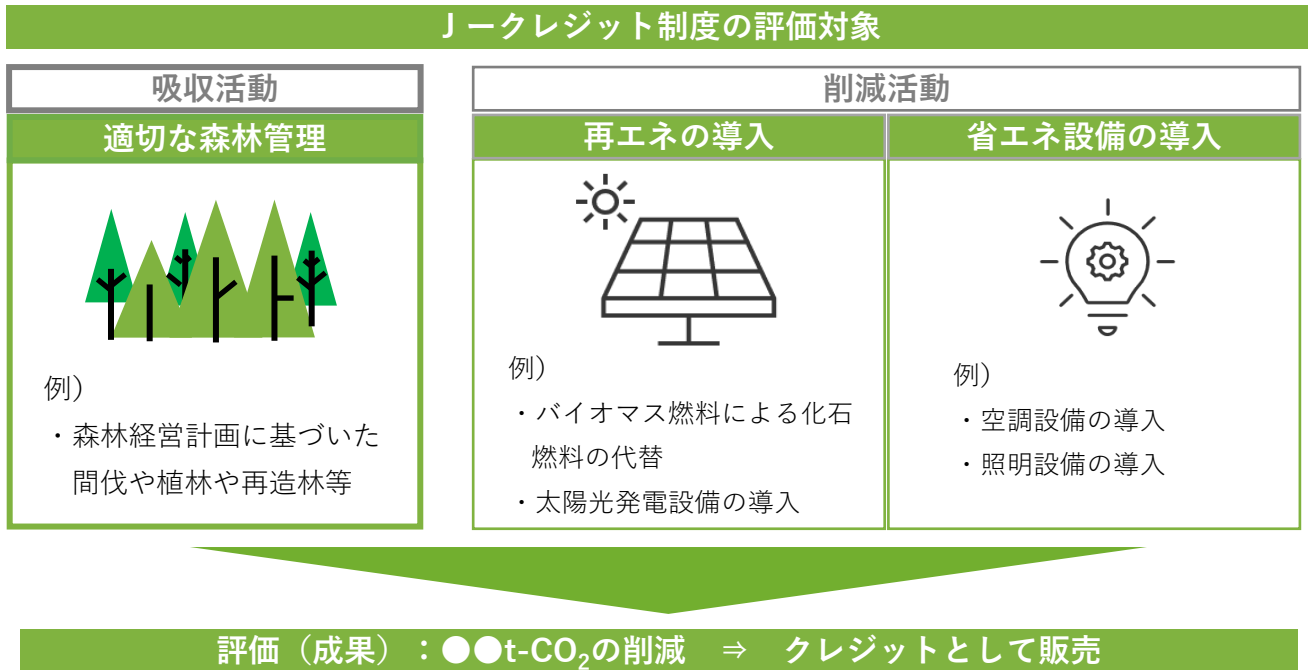 J－クレジット制度の評価対象
吸収活動
適切な森林管理
例）
・森林経営計画に基づいた
間伐や植林や再造林等
削減活動
再エネの導入
例）
・バイオマス燃料による化石
燃料の代替
・太陽光発電設備の導入
省エネ設備の導入
例）
・空調設備の導入
・照明設備の導入
評価（成果）：●●t-CO₂の削減　⇒　クレジットとして販売